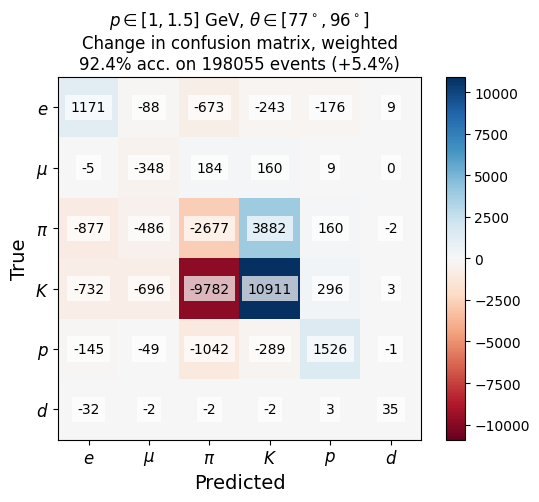 p ∈ [1, 1.5] GeV, θ ∈ [77°, 96°]
Change in confusion matrix, weighted
92.4% acc. on 198055 events (+5.4%)
True
e 1171 -88 -673 -243 -176 9
μ -5 -348 184 160 9 0
π -877 -486 -2677 3882 160 -2
K -732 -696 -9782 10911 296 3
p -145 -49 -1042 -289 1526 -1
d -32 -2 -2 -2 3 35
e μ π K p d
Predicted
10000
7500
5000
2500
0
−2500
−5000
−7500
−10000